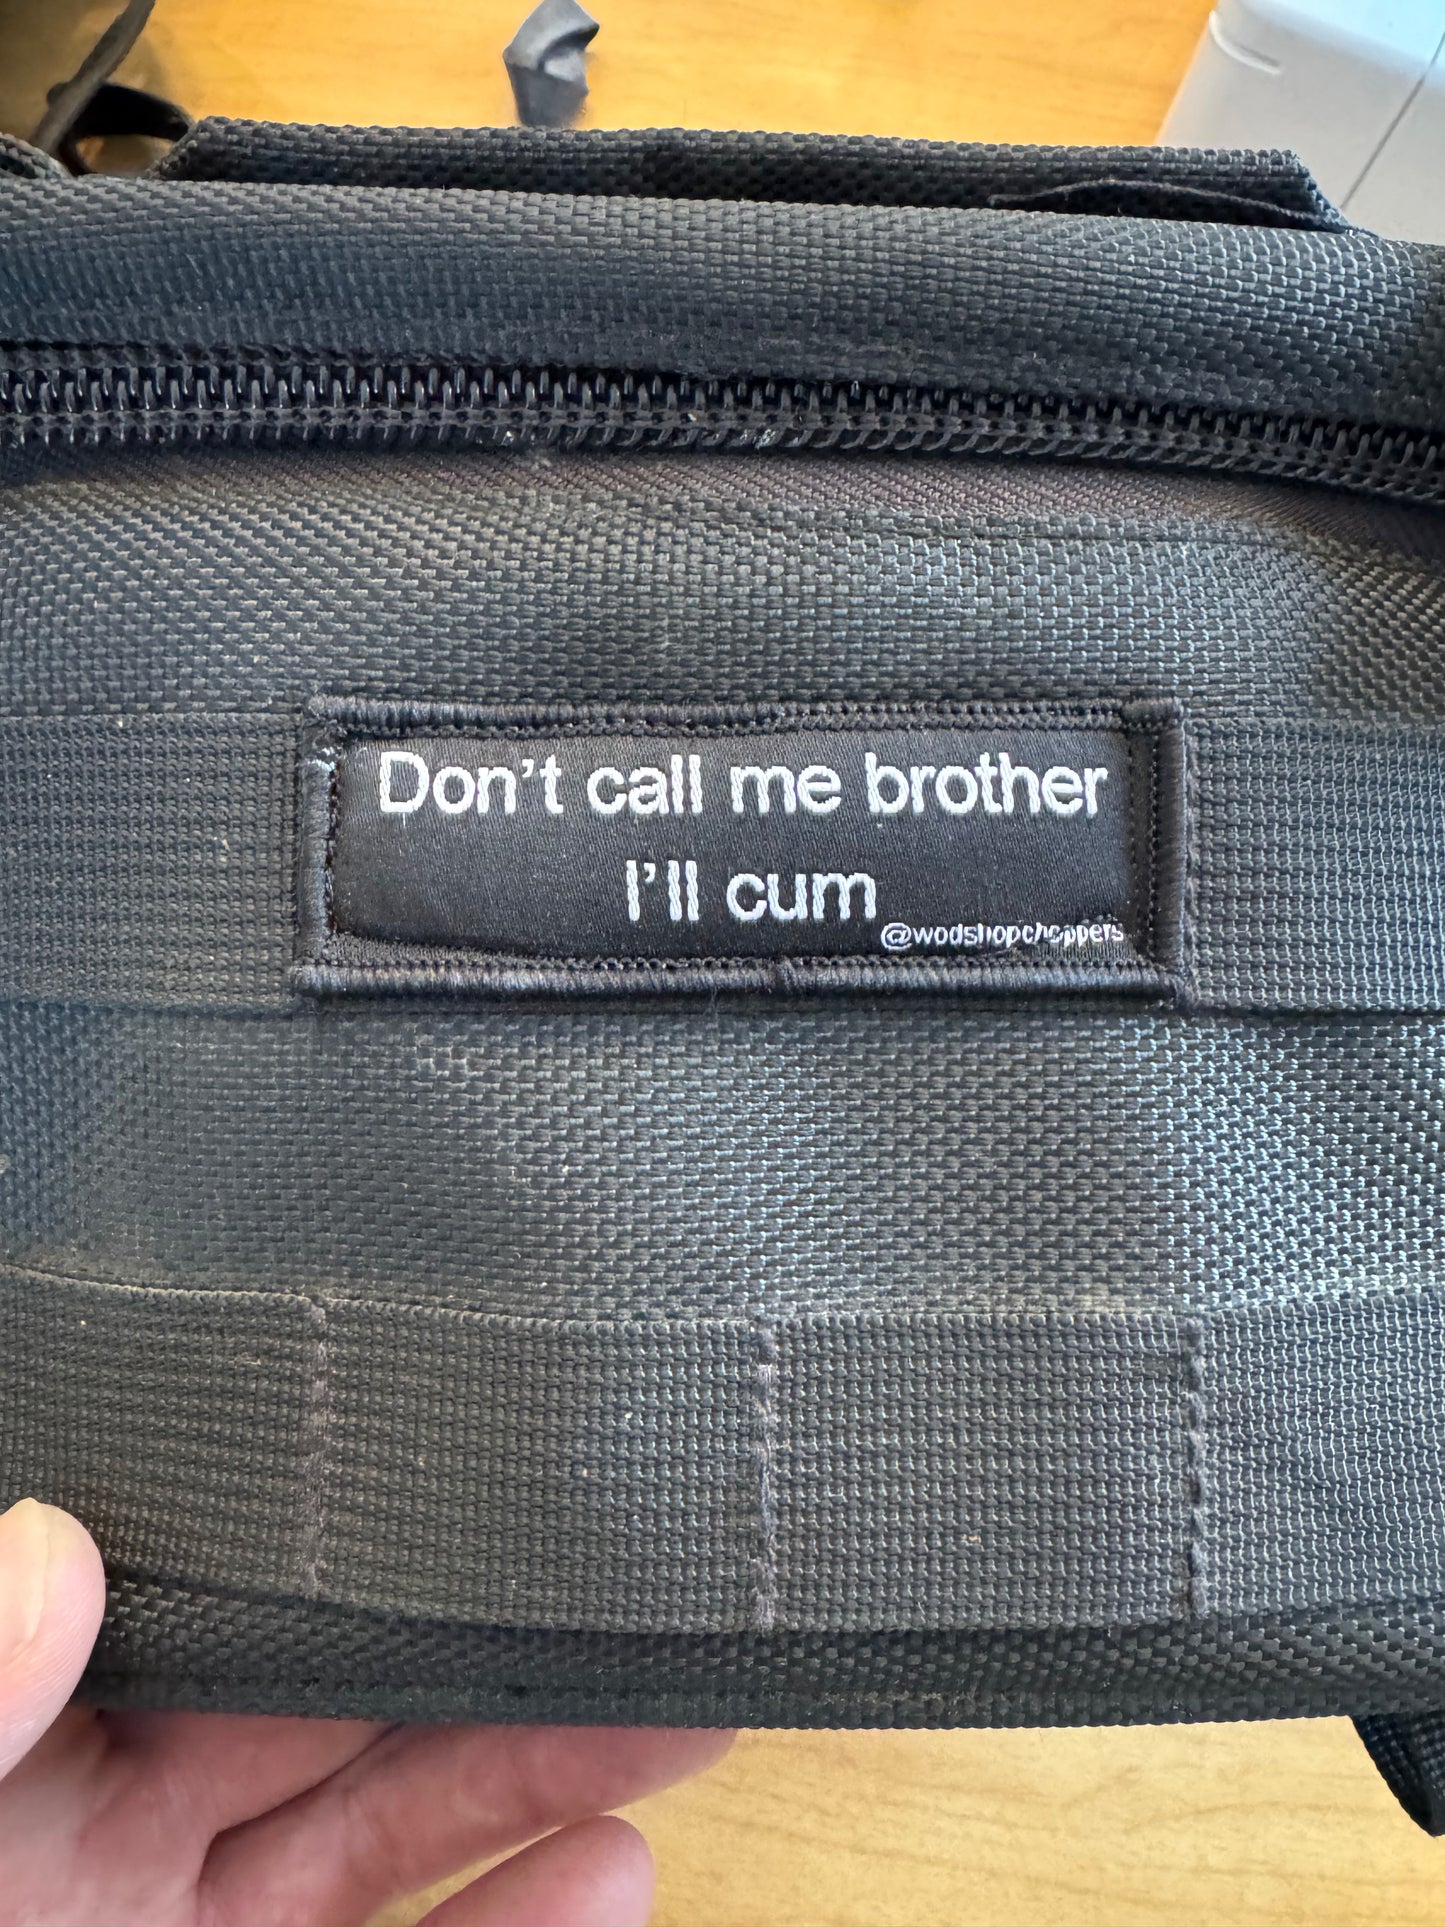 Don’t call me brother
I’ll cum
@wodshopchoppers